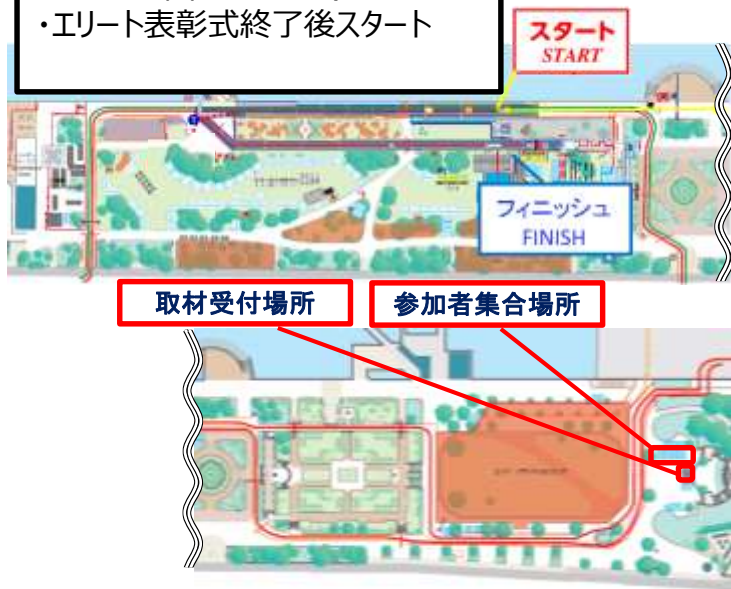 ・エリート表彰式終了後スタート
スタート
START
フィニッシュ
FINISH
取材受付場所
参加者集合場所